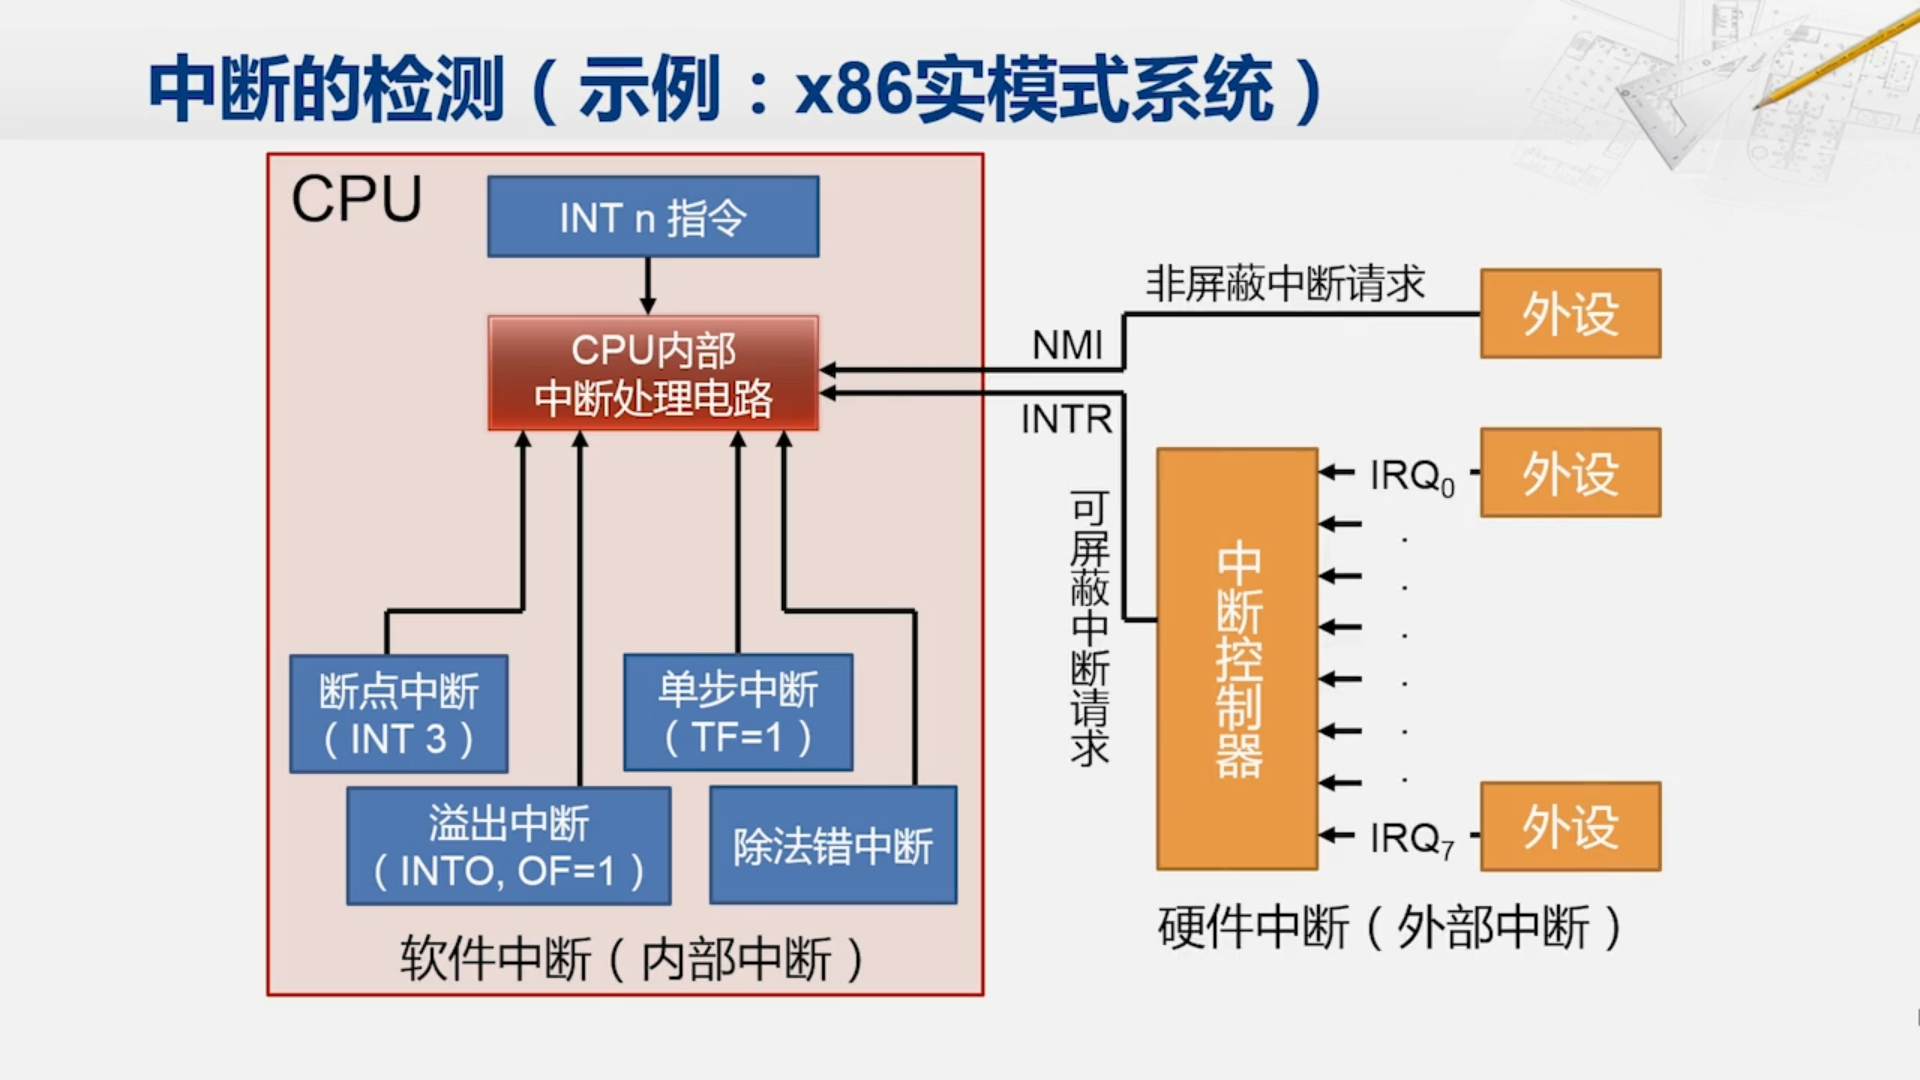 中断的检测（示例：x86实模式系统）
CPU
INT n 指令
CPU内部
中断处理电路
断点中断
（INT 3）
单步中断
（TF=1）
溢出中断
（INTO, OF=1）
除法错中断
软件中断（内部中断）
非屏蔽中断请求
NMI
INTR
可屏蔽中断请求
中断控制器
外设
IRQ0
外设
IRQ7
外设
硬件中断（外部中断）